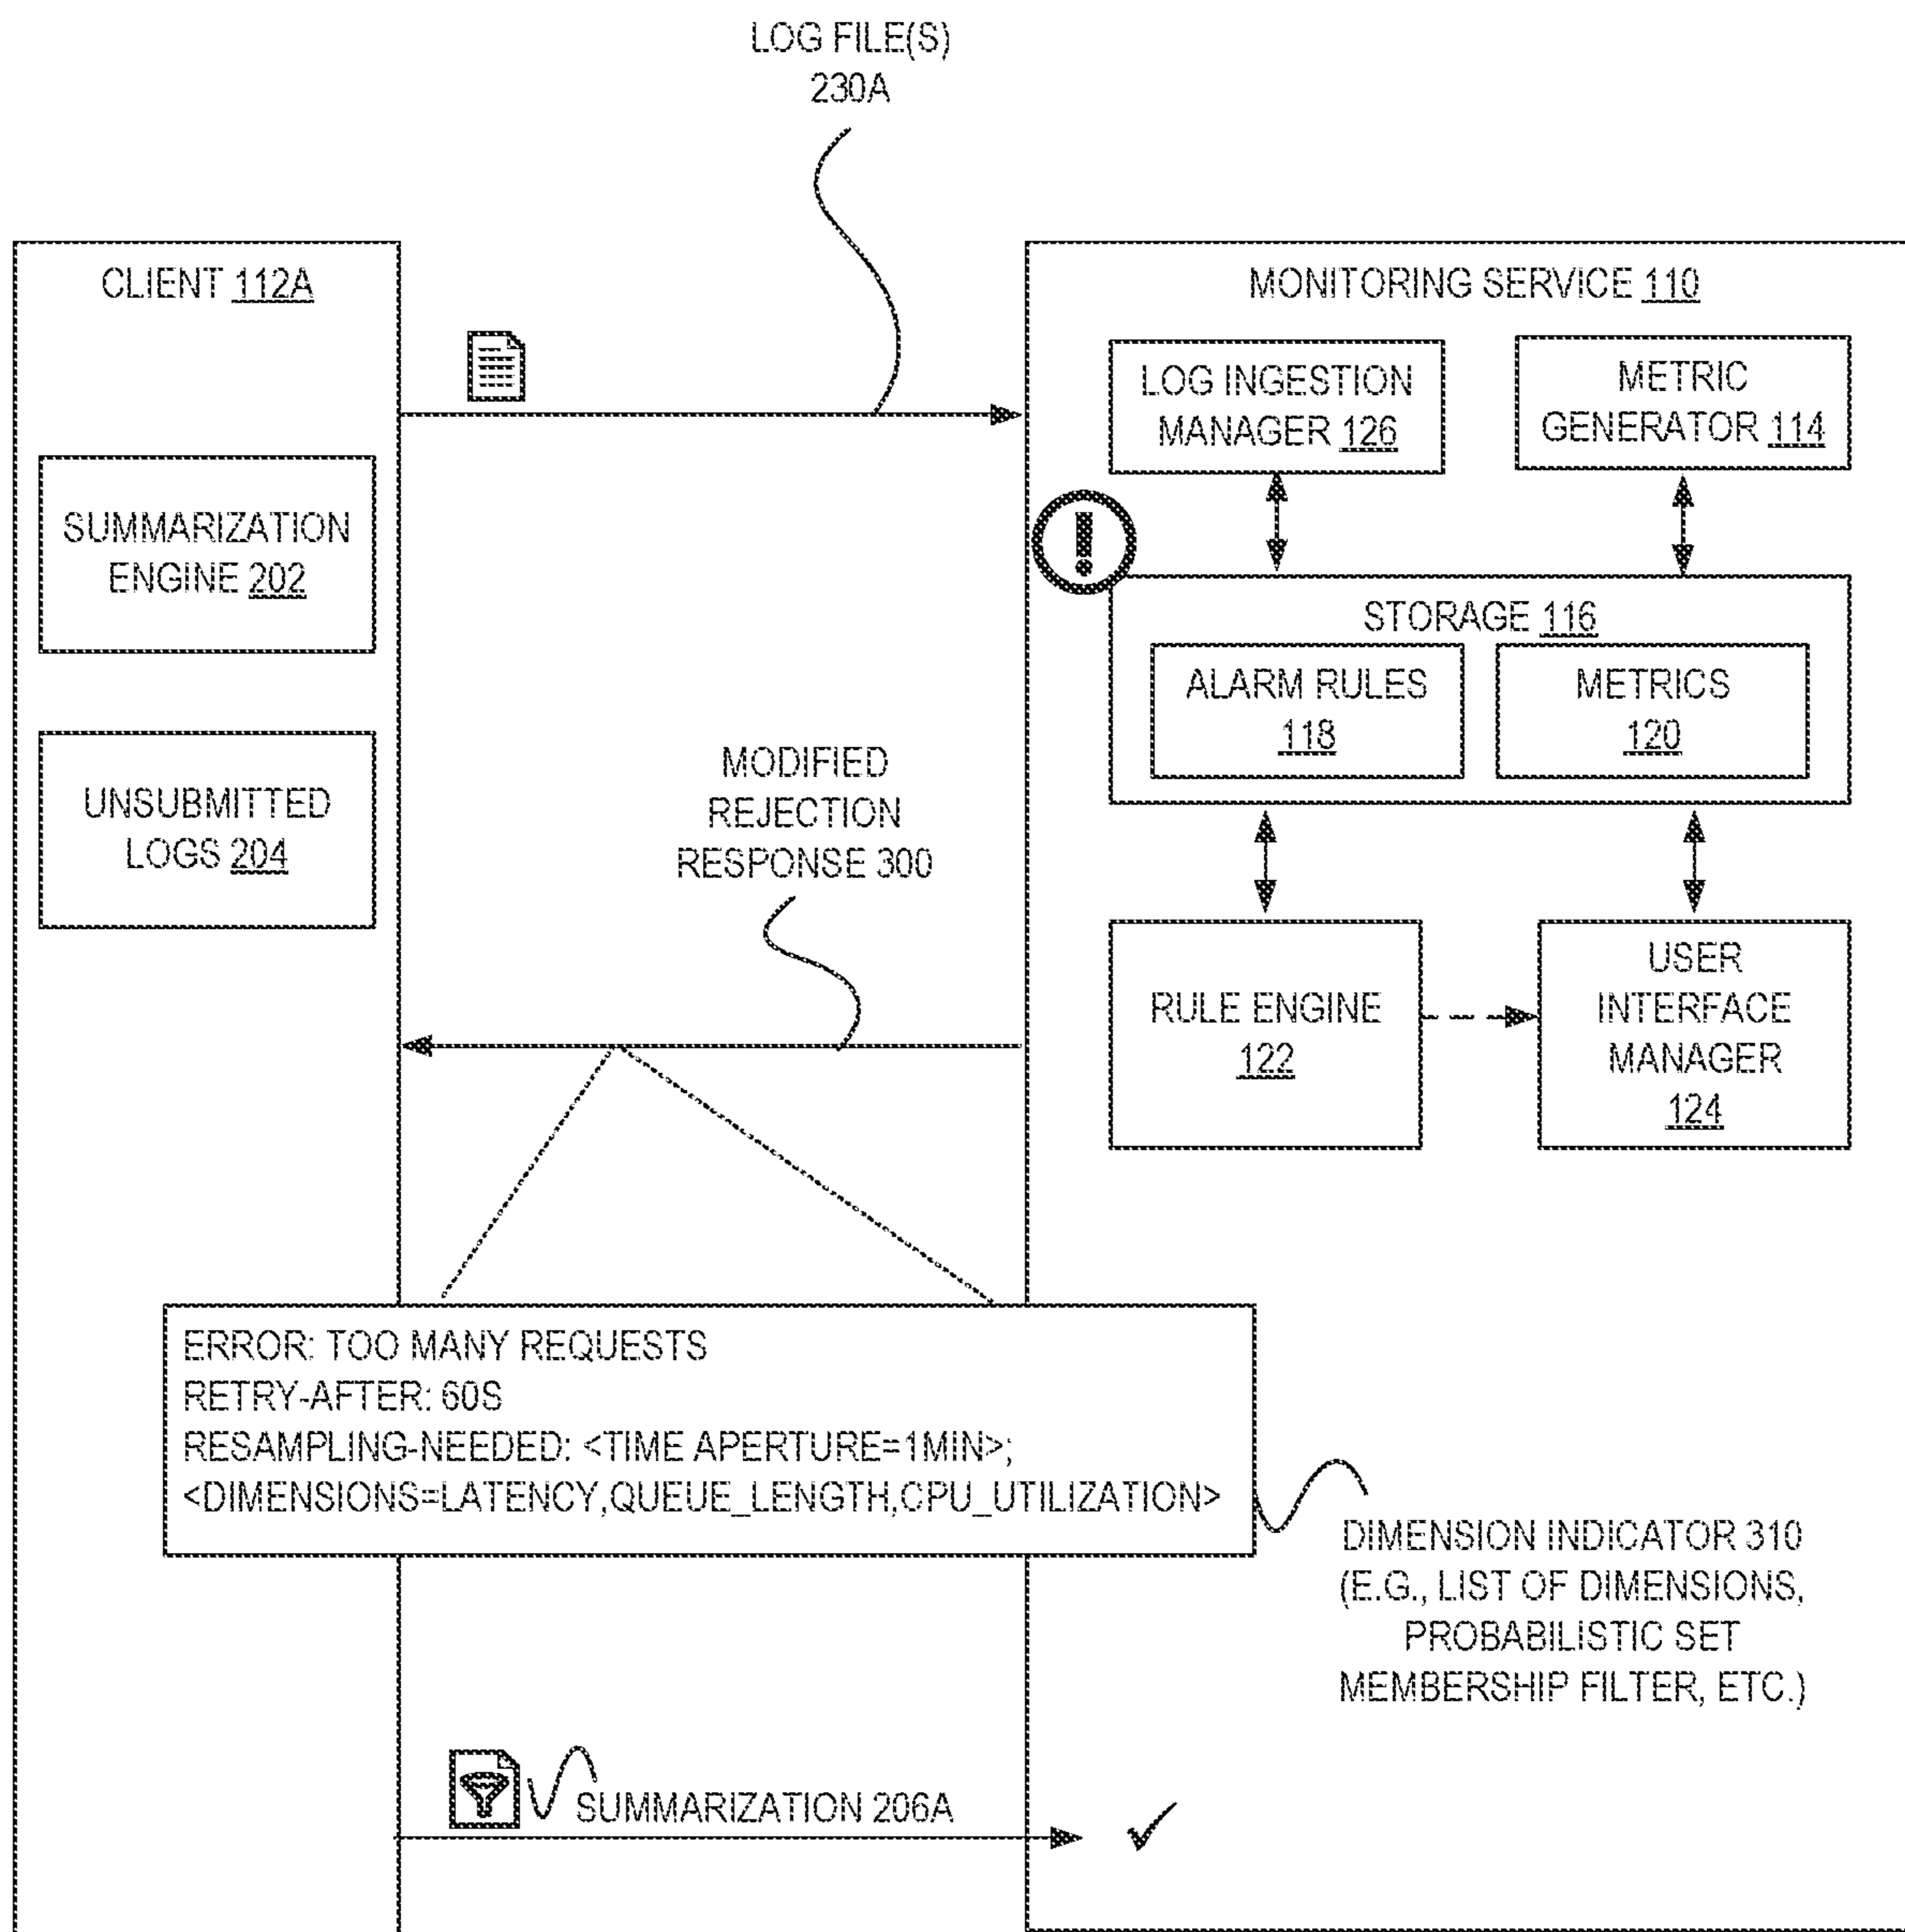 LOG FILE(S)
230A
CLIENT 112A
MONITORING SERVICE 110
LOG INGESTION
MANAGER 126
METRIC
GENERATOR 114
SUMMARIZATION
ENGINE 202
STORAGE 116
ALARM RULES
118
METRICS
120
UNSUBMITTED
LOGS 204
MODIFIED
REJECTION
RESPONSE 300
RULE ENGINE
122
USER
INTERFACE
MANAGER
124
ERROR: TOO MANY REQUESTS
RETRY-AFTER: 60S
RESAMPLING-NEEDED: <TIME APERTURE=1MIN>;
<DIMENSIONS=LATENCY,QUEUE_LENGTH,CPU_UTILIZATION>
DIMENSION INDICATOR 310
(E.G., LIST OF DIMENSIONS,
PROBABILISTIC SET
MEMBERSHIP FILTER, ETC.)
SUMMARIZATION 206A